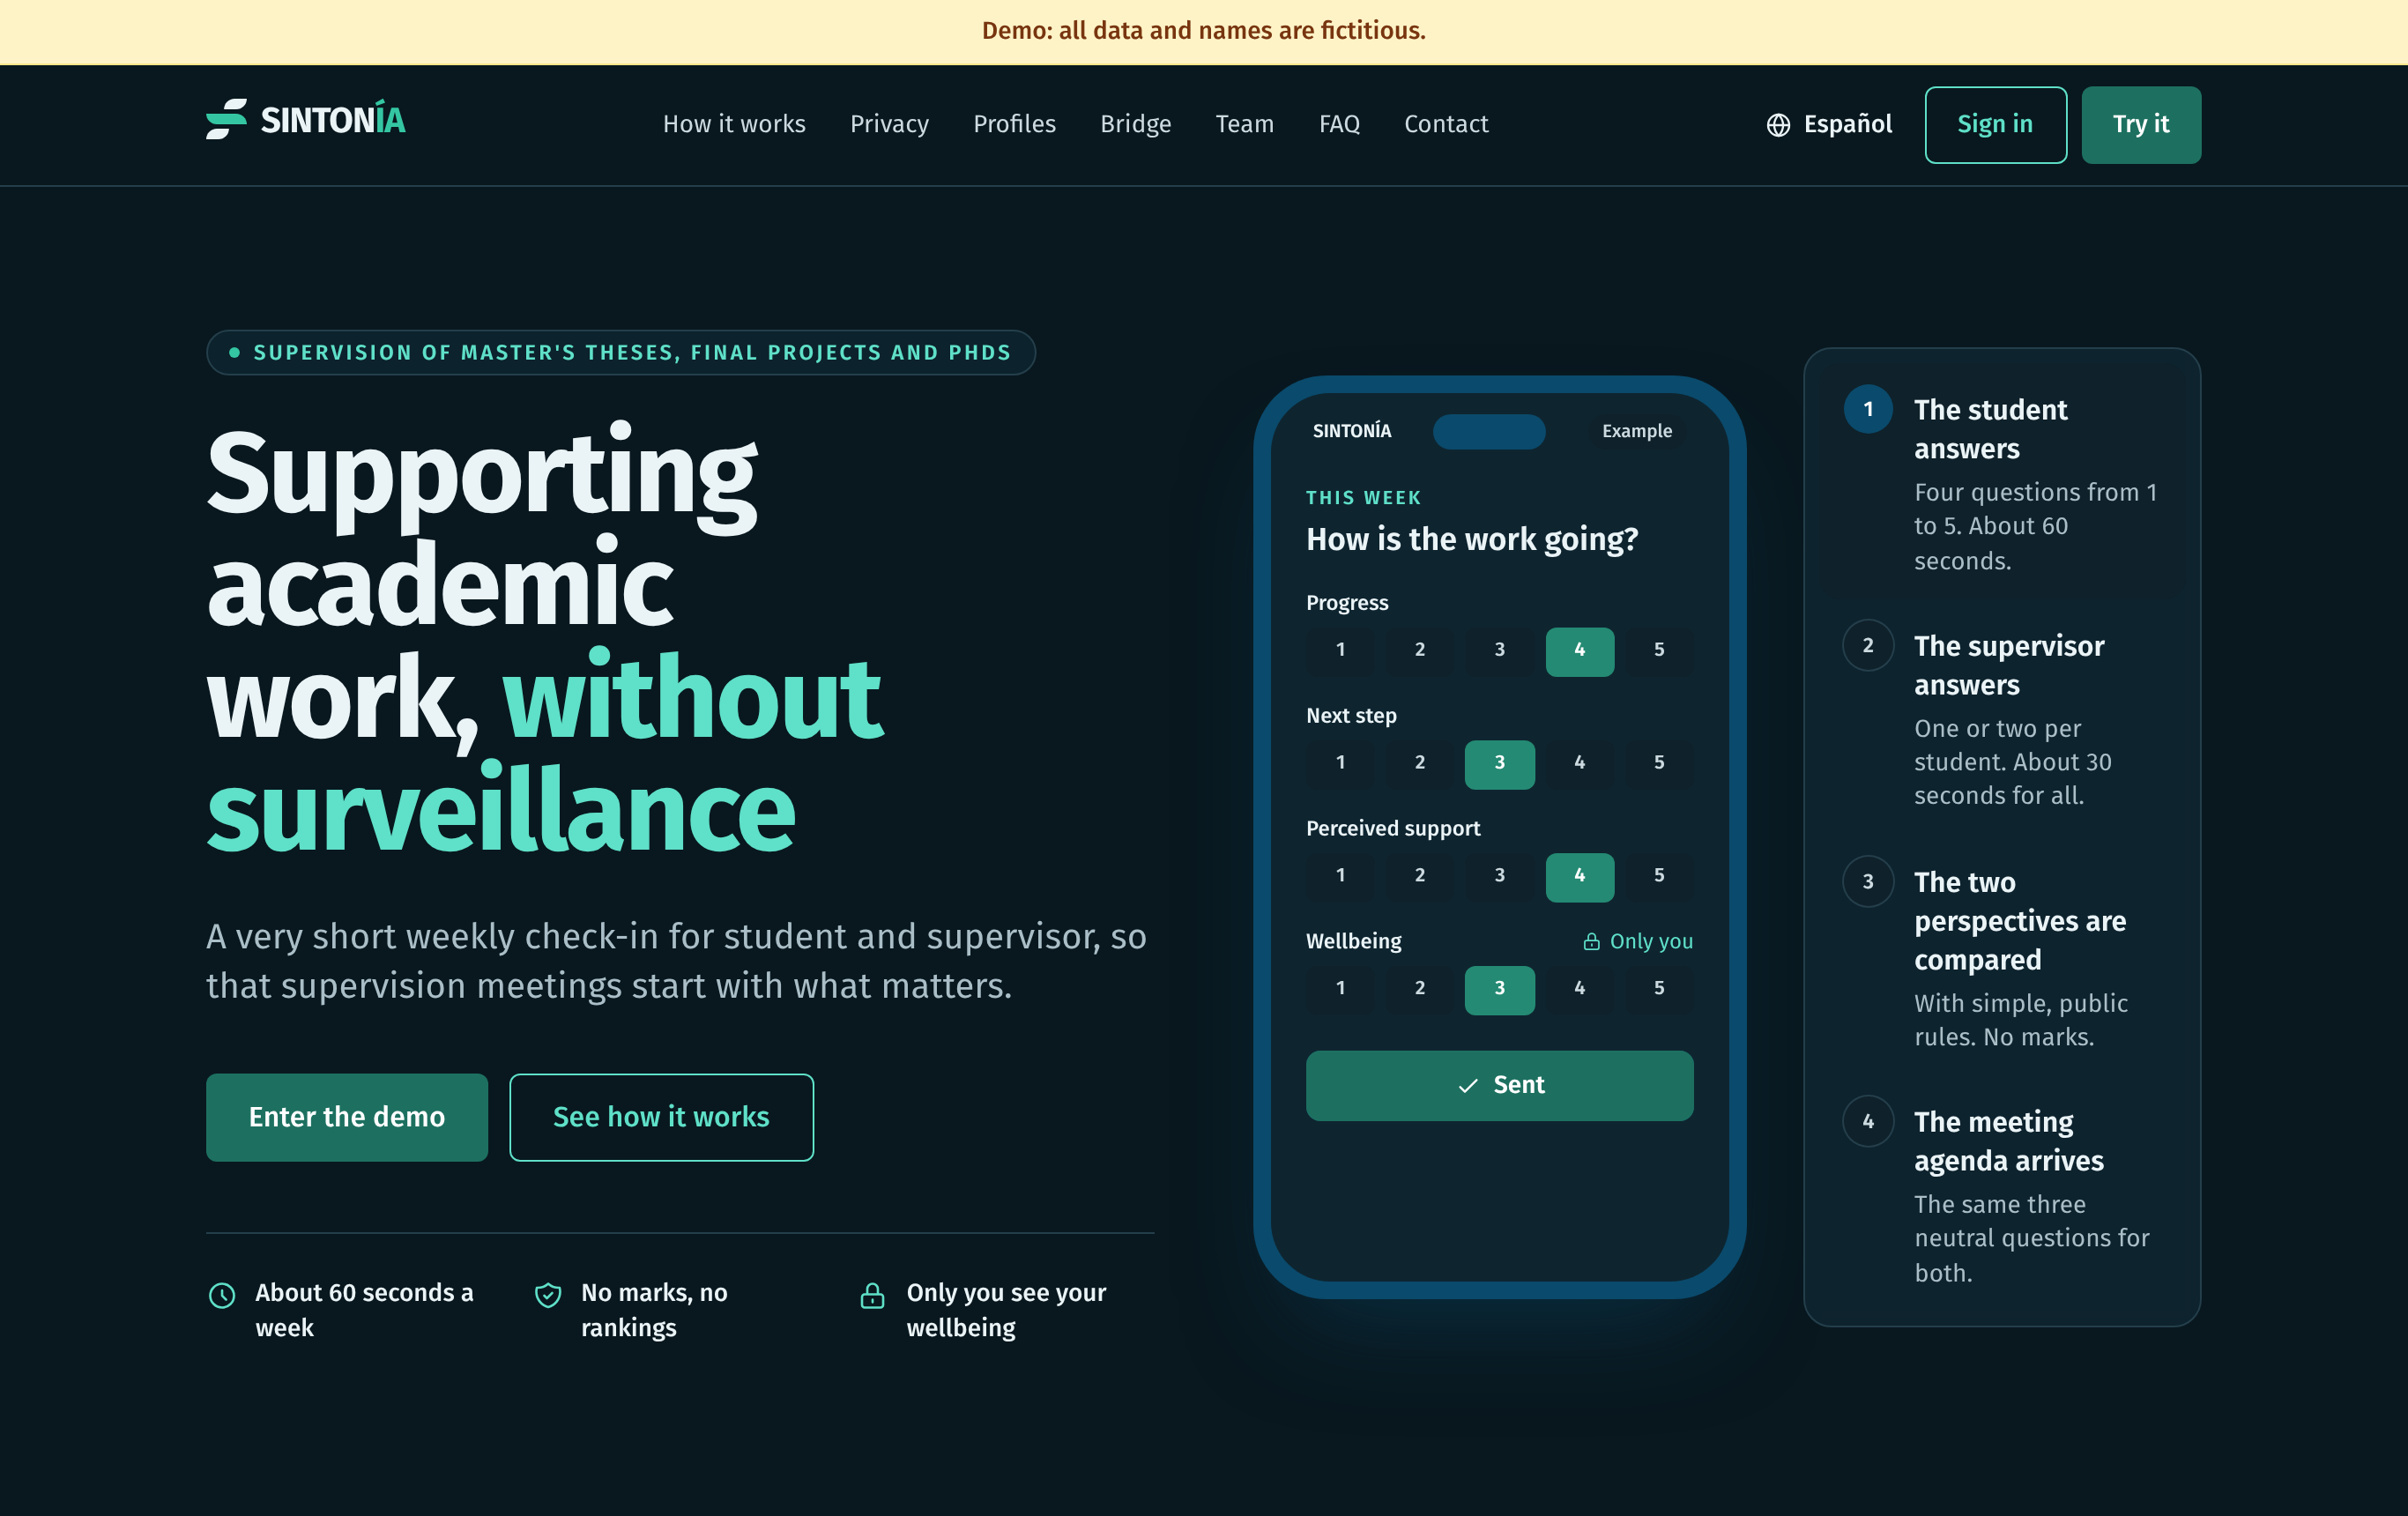 Demo: all data and names are fictitious.
SINTONÍA
How it works
Privacy
Profiles
Bridge
Team
FAQ
Contact
Español
Sign in
Try it
SUPERVISION OF MASTER'S THESES, FINAL PROJECTS AND PHDS
Supporting
academic
work, without
surveillance
A very short weekly check-in for student and supervisor, so
that supervision meetings start with what matters.
Enter the demo
See how it works
About 60 seconds a
week
No marks, no
rankings
Only you see your
wellbeing
SINTONÍA
Example
THIS WEEK
How is the work going?
Progress
1 2 3 4 5
Next step
1 2 3 4 5
Perceived support
1 2 3 4 5
Wellbeing
Only you
1 2 3 4 5
Sent
1
The student
answers
Four questions from 1
to 5. About 60
seconds.
2
The supervisor
answers
One or two per
student. About 30
seconds for all.
3
The two
perspectives are
compared
With simple, public
rules. No marks.
4
The meeting
agenda arrives
The same three
neutral questions for
both.